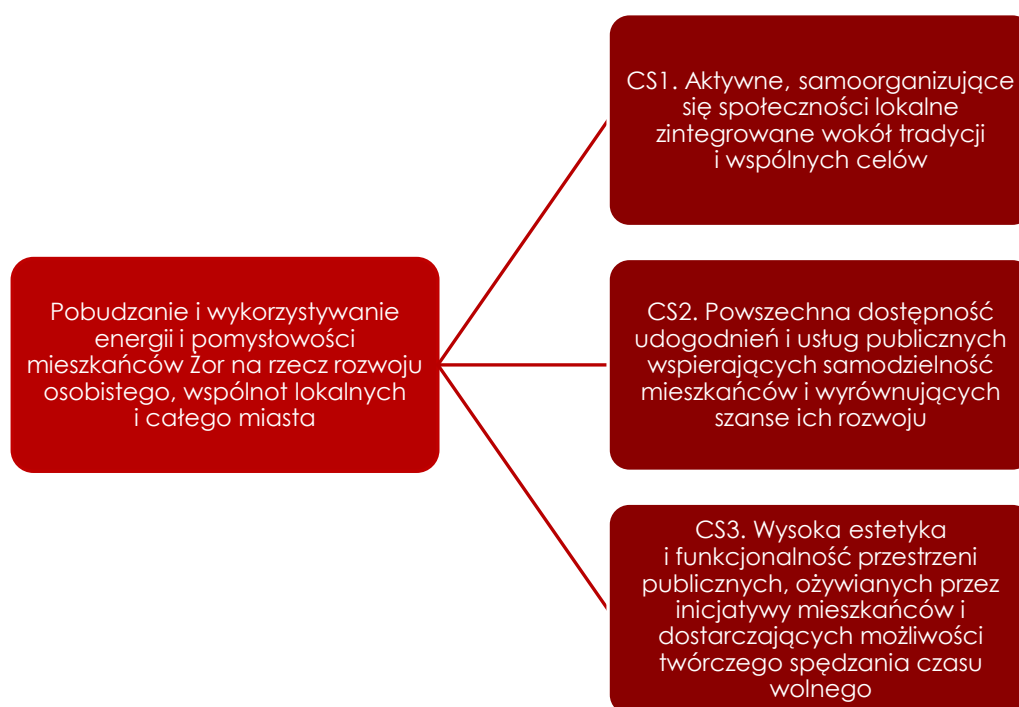 Pobudzanie i wykorzystywanie
energii i pomysłowości
mieszkańców Żor na rzecz rozwoju
osobistego, wspólnot lokalnych
i całego miasta
CS1. Aktywne, samoorganizujące
się społeczności lokalne
zintegrowane wokół tradycji
i wspólnych celów
CS2. Powszechna dostępność
udogodnień i usług publicznych
wspierających samodzielność
mieszkańców i wyrównujących
szanse ich rozwoju
CS3. Wysoka estetyka
i funkcjonalność przestrzeni
publicznych, ożywianych przez
inicjatywy mieszkańców i
dostarczających możliwości
twórczego spędzania czasu
wolnego